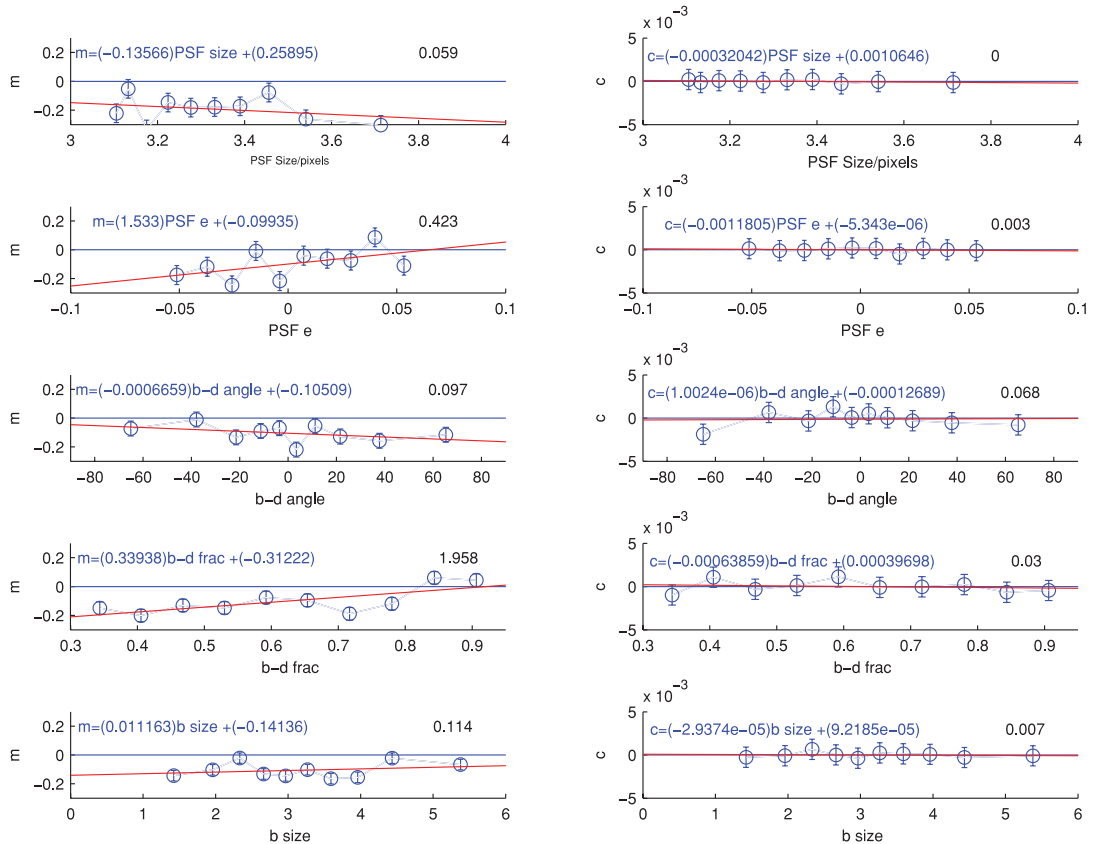 m=(−0.13566)PSF size +(0.25895) 0.059
0.2
0
−0.2
m
3 3.2 3.4 3.6 3.8 4
PSF Size/pixels
x 10−3
c=(−0.00032042)PSF size +(0.0010646) 0
5
0
−5
c
3 3.2 3.4 3.6 3.8 4
PSF Size/pixels
m=(1.533)PSF e +(−0.09935) 0.423
0.2
0
−0.2
m
−0.1 −0.05 0 0.05 0.1
PSF e
x 10−3
c=(−0.0011805)PSF e +(−5.343e−06) 0.003
5
0
−5
c
−0.1 −0.05 0 0.05 0.1
PSF e
m=(−0.0006659)b−d angle +(−0.10509) 0.097
0.2
0
−0.2
m
−80 −60 −40 −20 0 20 40 60 80
b−d angle
x 10−3
c=(1.0024e−06)b−d angle +(−0.00012689) 0.068
5
0
−5
c
−80 −60 −40 −20 0 20 40 60 80
b−d angle
m=(0.33938)b−d frac +(−0.31222) 1.958
0.2
0
−0.2
m
0.3 0.4 0.5 0.6 0.7 0.8 0.9
b−d frac
x 10−3
c=(−0.00063859)b−d frac +(0.00039698) 0.03
5
0
−5
c
0.3 0.4 0.5 0.6 0.7 0.8 0.9
b−d frac
m=(0.011163)b size +(−0.14136) 0.114
0.2
0
−0.2
m
0 1 2 3 4 5 6
b size
x 10−3
c=(−2.9374e−05)b size +(9.2185e−05) 0.007
5
0
−5
c
0 1 2 3 4 5 6
b size